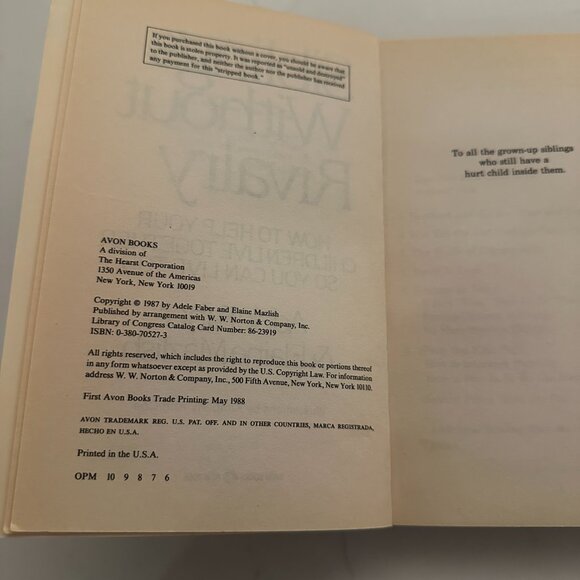 If you purchased this book without a cover, you should be aware that
this book is stolen property. It was reported as "unsold and destroyed"
to the publisher, and neither the author nor the publisher has received
any payment for this "stripped book."
AVON BOOKS
A division of
The Hearst Corporation
1350 Avenue of the Americas
New York, New York 10019
Copyright © 1987 by Adele Faber and Elaine Mazlish
Published by arrangement with W. W. Norton & Company, Inc.
Library of Congress Catalog Card Number: 86-23919
ISBN: 0-380-70527-3
All rights reserved, which includes the right to reproduce this book or portions thereof
in any form whatsoever except as provided by the U.S. Copyright Law. For information
address W. W. Norton & Company, Inc., 500 Fifth Avenue, New York, New York 10110.
First Avon Books Trade Printing: May 1988
AVON TRADEMARK REG. U.S. PAT. OFF. AND IN OTHER COUNTRIES, MARCA REGISTRADA,
HECHO EN U.S.A.
Printed in the U.S.A.
OPM 10 9 8 7 6
To all the grown-up siblings
who still have a
hurt child inside them.